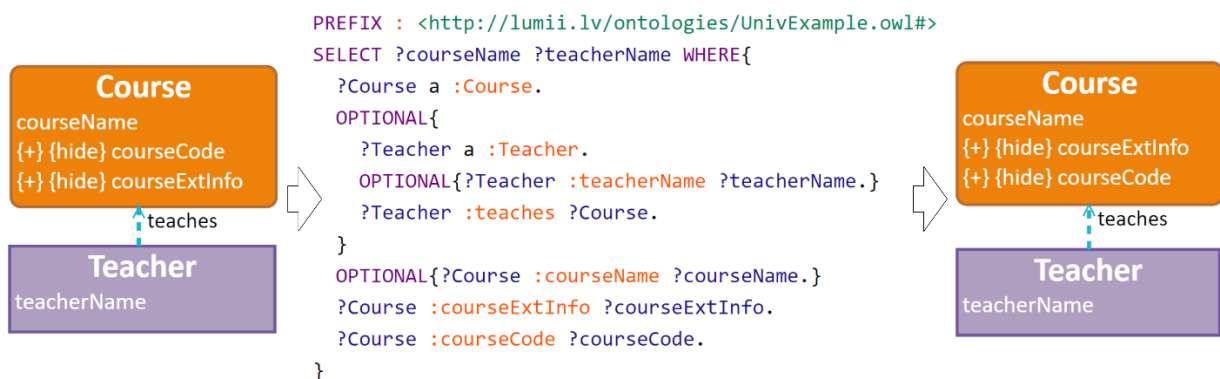 Course
courseName
{+} {hide} courseCode
{+} {hide} courseExtInfo
teaches
Teacher
teacherName
PREFIX : <http://lumii.lv/ontologies/UnivExample.owl#>
SELECT ?courseName ?teacherName WHERE{
?Course a :Course.
OPTIONAL{
?Teacher a :Teacher.
OPTIONAL{?Teacher :teacherName ?teacherName.}
?Teacher :teaches ?Course.
}
OPTIONAL{?Course :courseName ?courseName.}
?Course :courseExtInfo ?courseExtInfo.
?Course :courseCode ?courseCode.
}
Course
courseName
{+} {hide} courseExtInfo
{+} {hide} courseCode
teaches
Teacher
teacherName